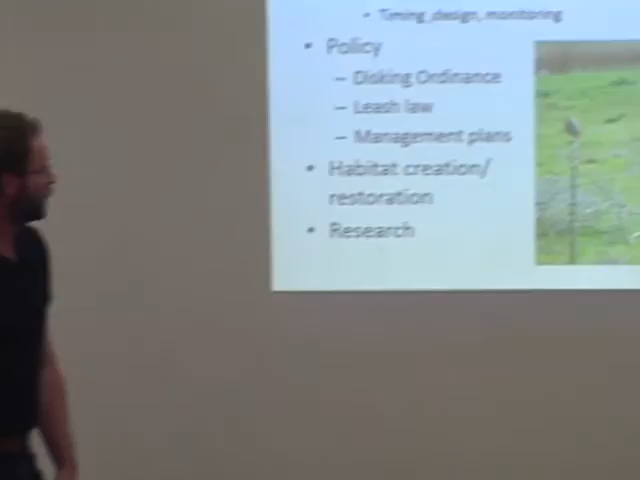 • Timing, design, monitoring
• Policy
– Disking Ordinance
– Leash law
– Management plans
• Habitat creation/
restoration
• Research